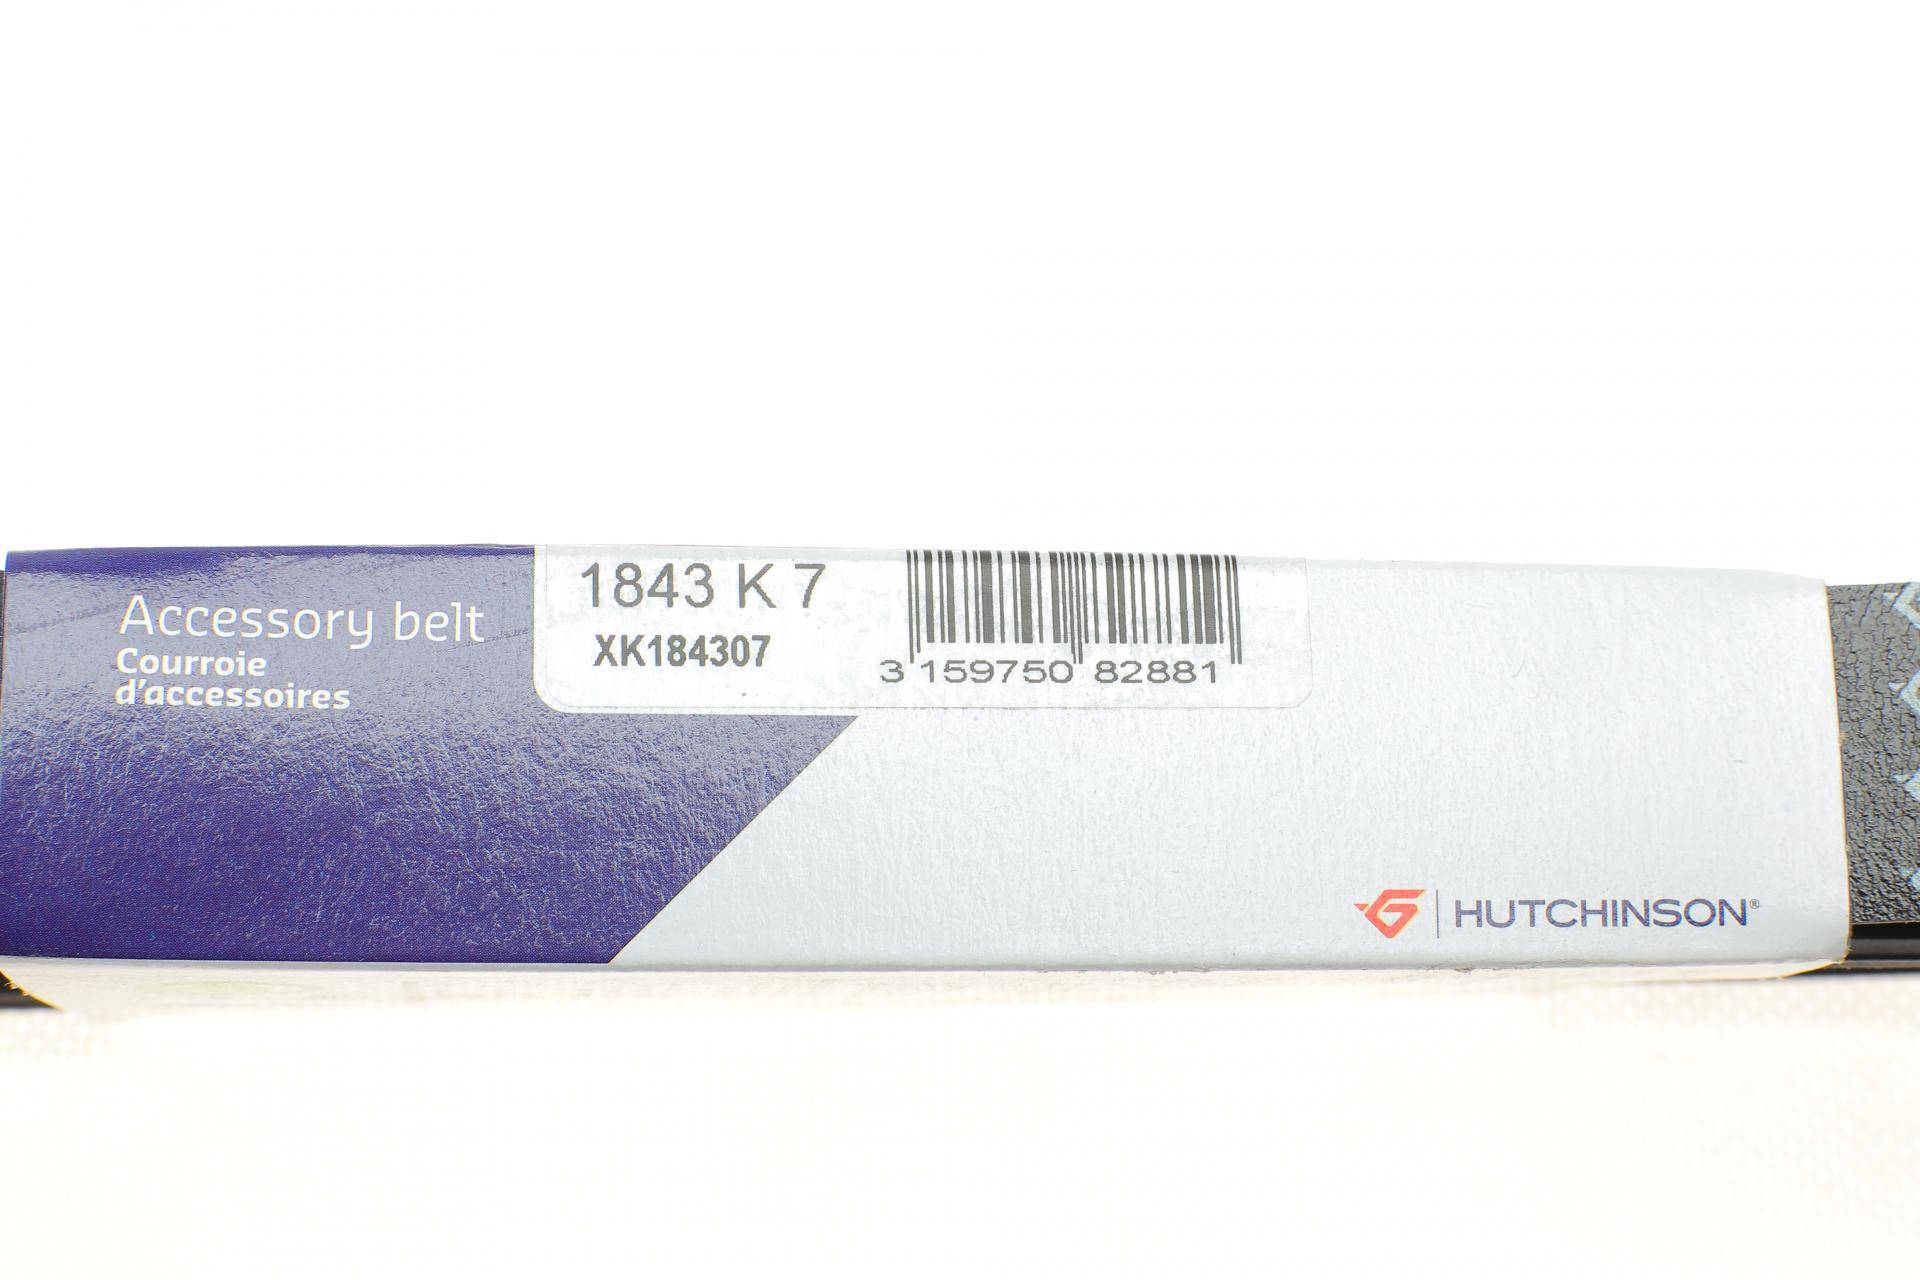 Accessory belt
Courroie
d'accessoires
1843 K 7
XK184307
3 159750 82881
HUTCHINSON®